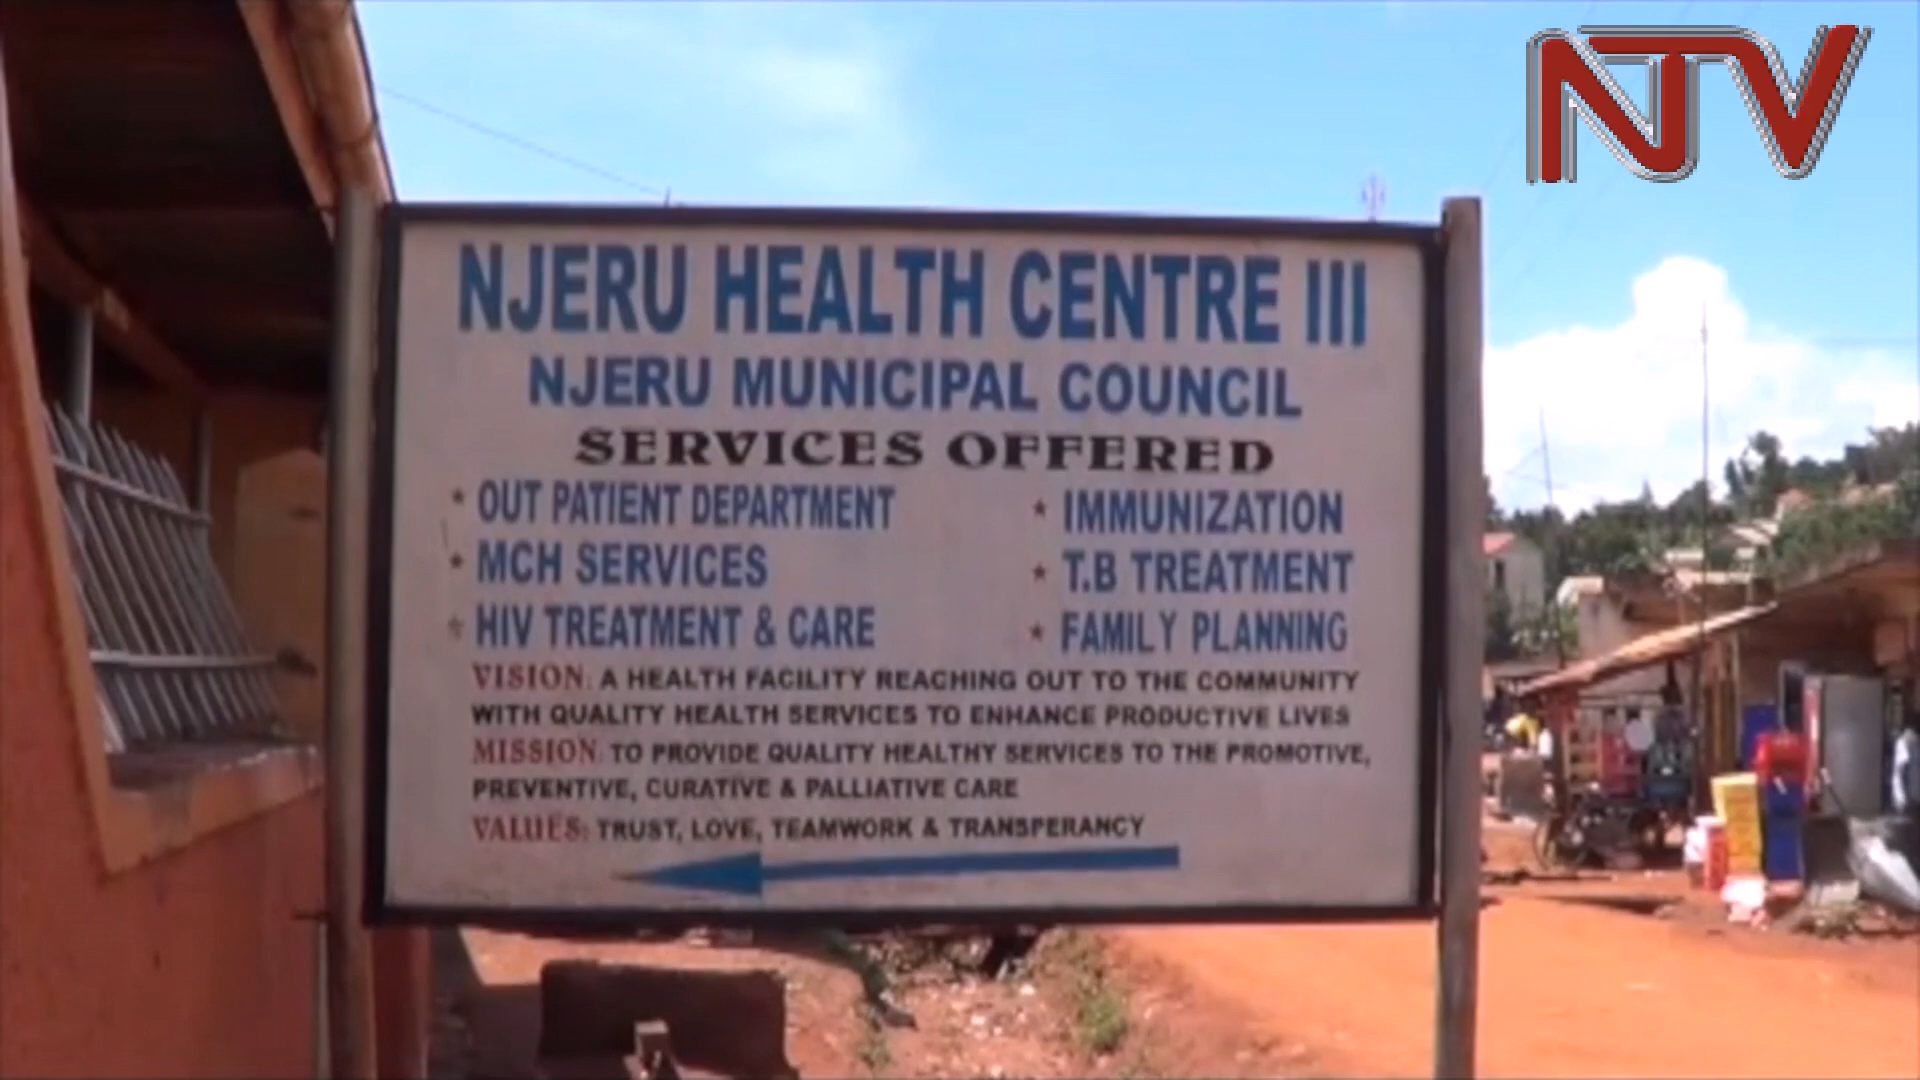 NTV
NJERU HEALTH CENTRE III
NJERU MUNICIPAL COUNCIL
SERVICES OFFERED
* OUT PATIENT DEPARTMENT
* IMMUNIZATION
* MCH SERVICES
* T.B TREATMENT
* HIV TREATMENT & CARE
* FAMILY PLANNING
VISION: A HEALTH FACILITY REACHING OUT TO THE COMMUNITY
WITH QUALITY HEALTH SERVICES TO ENHANCE PRODUCTIVE LIVES
MISSION: TO PROVIDE QUALITY HEALTHY SERVICES TO THE PROMOTIVE,
PREVENTIVE, CURATIVE & PALLIATIVE CARE
VALUES: TRUST, LOVE, TEAMWORK & TRANSPERANCY